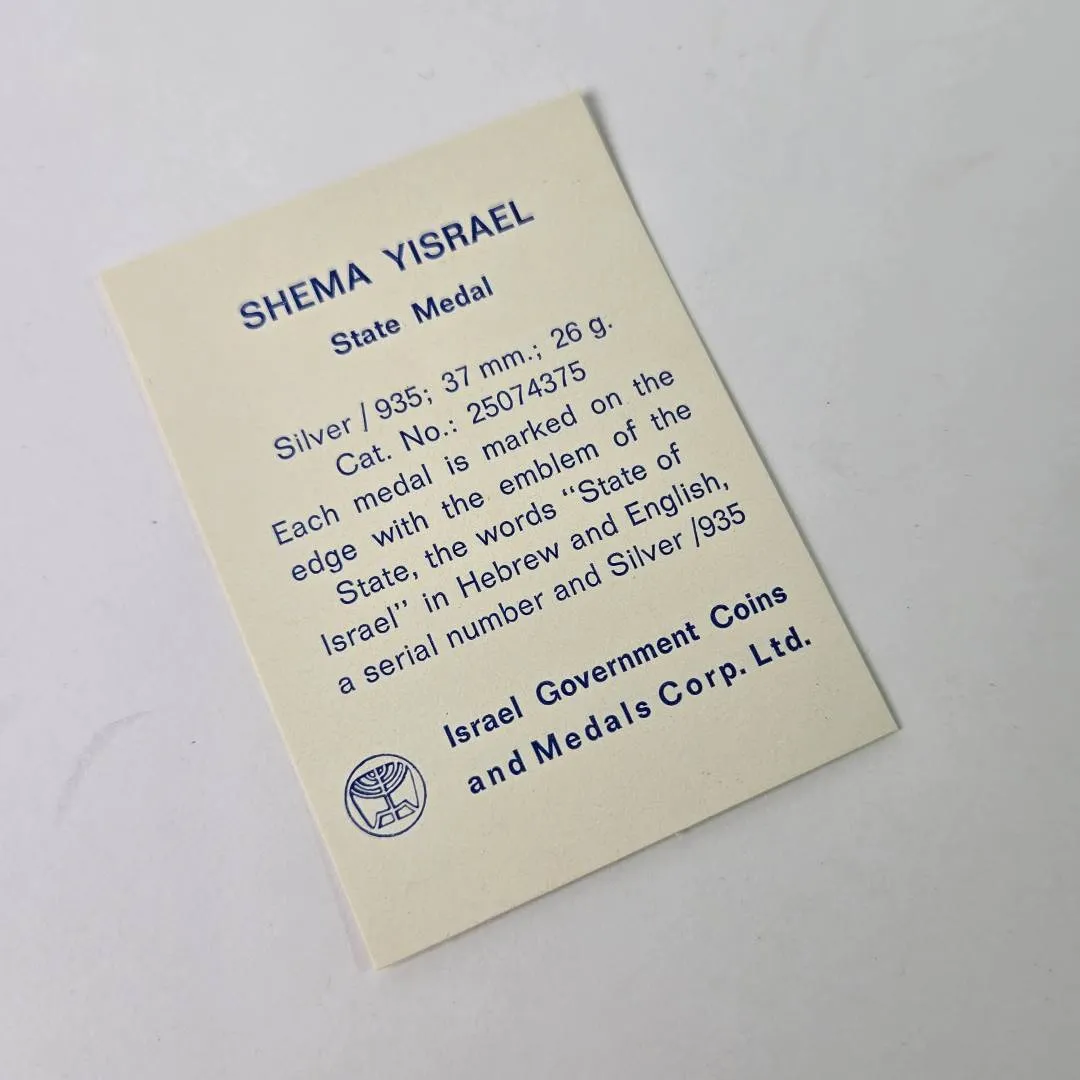 SHEMA YISRAEL
State Medal
Silver / 935; 37 mm.; 26 g.
Cat. No.: 25074375
Each medal is marked on the
edge with the emblem of the
State, the words “State of
Israel” in Hebrew and English,
a serial number and Silver /935
Israel Government Coins
and Medals Corp. Ltd.